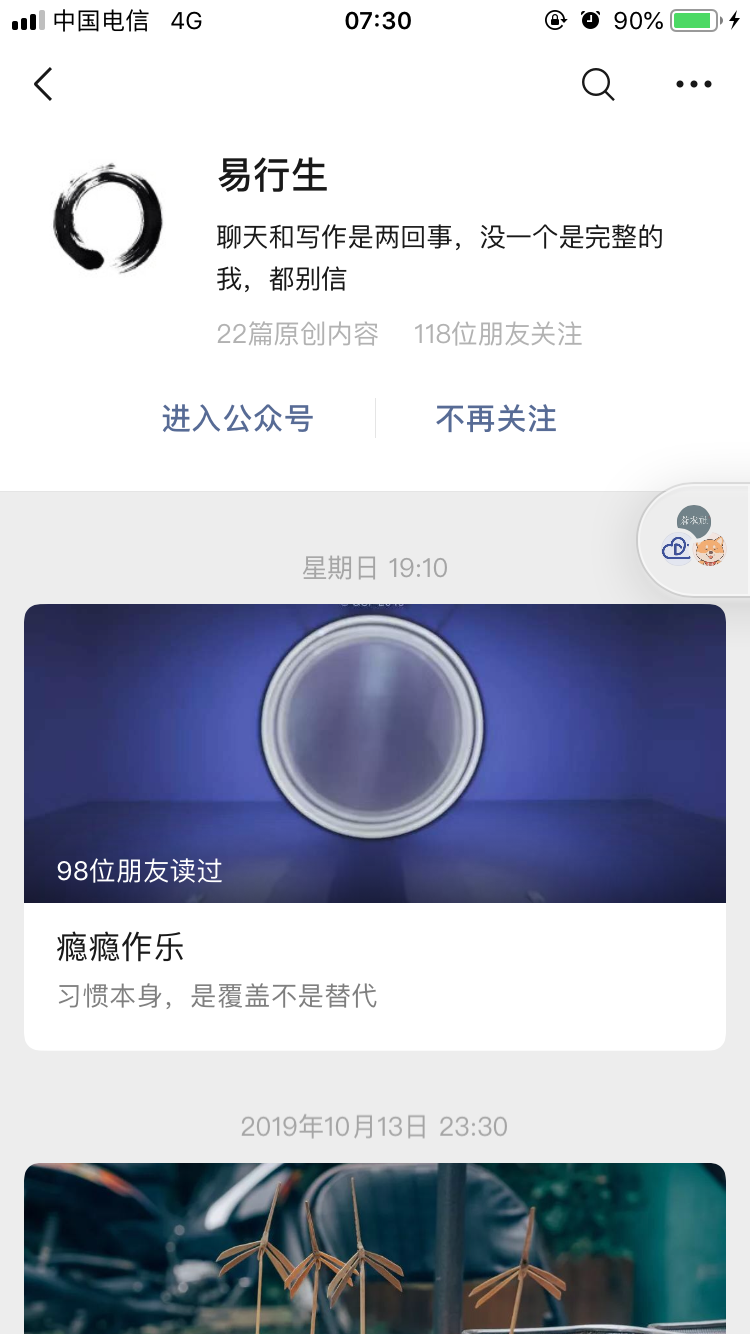 中国电信 4G 07:30 90%
易行生
聊天和写作是两回事，没一个是完整的
我，都别信
22篇原创内容 118位朋友关注
进入公众号 不再关注
星期日 19:10
98位朋友读过
瘾瘾作乐
习惯本身，是覆盖不是替代
2019年10月13日 23:30